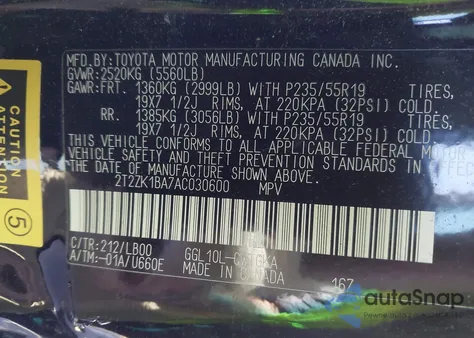 MFD. BY: TOYOTA MOTOR MANUFACTURING CANADA INC.
GVWR: 2520KG (5560LB)
GAWR: FRT. 1360KG (2999LB) WITH P235/55R19 TIRES,
19X7 1/2J RIMS, AT 220KPA (32PSI) COLD.
RR. 1385KG (3056LB) WITH P235/55R19 TIRES,
19X7 1/2J RIMS, AT 220KPA (32PSI) COLD.
THIS VEHICLE CONFORMS TO ALL APPLICABLE FEDERAL MOTOR
VEHICLE SAFETY AND THEFT PREVENTION STANDARDS IN EFFECT
THE DATE OF MANUFACTURE
2T2ZK1BA7AC030600 MPV
C/TR: 212/LB00
A/TM: -01A/U660E
MADE IN CANADA
167
ATTENTION
5
autoSnap